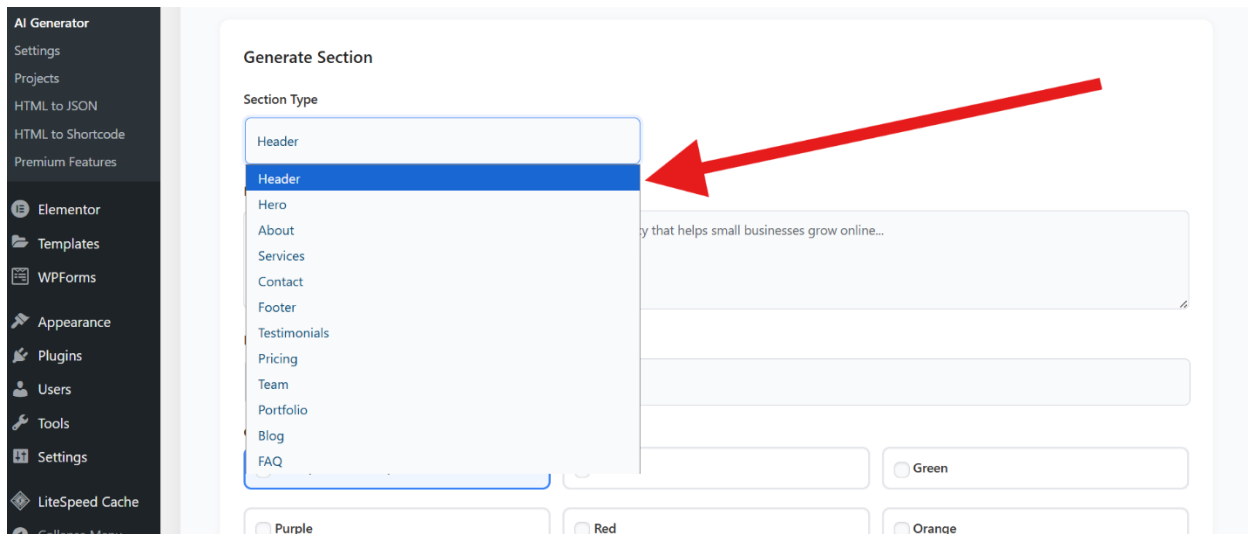 AI Generator
Settings
Projects
HTML to JSON
HTML to Shortcode
Premium Features
Elementor
Templates
WPForms
Appearance
Plugins
Users
Tools
Settings
LiteSpeed Cache
Collapse Menu
Generate Section
Section Type
Header
Header
Hero
About
Services
Contact
Footer
Testimonials
Pricing
Team
Portfolio
Blog
FAQ
that helps small businesses grow online...
Green
Purple
Red
Orange